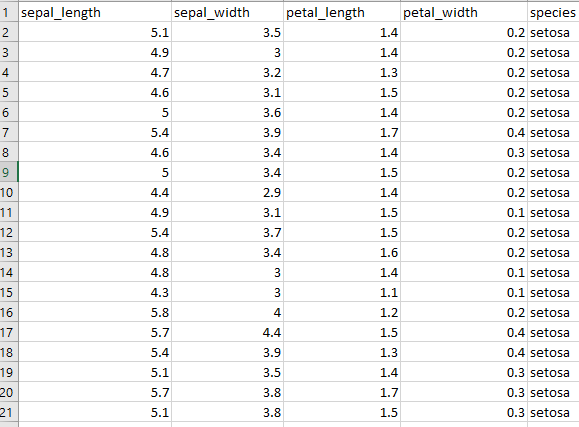 1 sepal_length sepal_width petal_length petal_width species
2 5.1 3.5 1.4 0.2 setosa
3 4.9 3 1.4 0.2 setosa
4 4.7 3.2 1.3 0.2 setosa
5 4.6 3.1 1.5 0.2 setosa
6 5 3.6 1.4 0.2 setosa
7 5.4 3.9 1.7 0.4 setosa
8 4.6 3.4 1.4 0.3 setosa
9 5 3.4 1.5 0.2 setosa
10 4.4 2.9 1.4 0.2 setosa
11 4.9 3.1 1.5 0.1 setosa
12 5.4 3.7 1.5 0.2 setosa
13 4.8 3.4 1.6 0.2 setosa
14 4.8 3 1.4 0.1 setosa
15 4.3 3 1.1 0.1 setosa
16 5.8 4 1.2 0.2 setosa
17 5.7 4.4 1.5 0.4 setosa
18 5.4 3.9 1.3 0.4 setosa
19 5.1 3.5 1.4 0.3 setosa
20 5.7 3.8 1.7 0.3 setosa
21 5.1 3.8 1.5 0.3 setosa